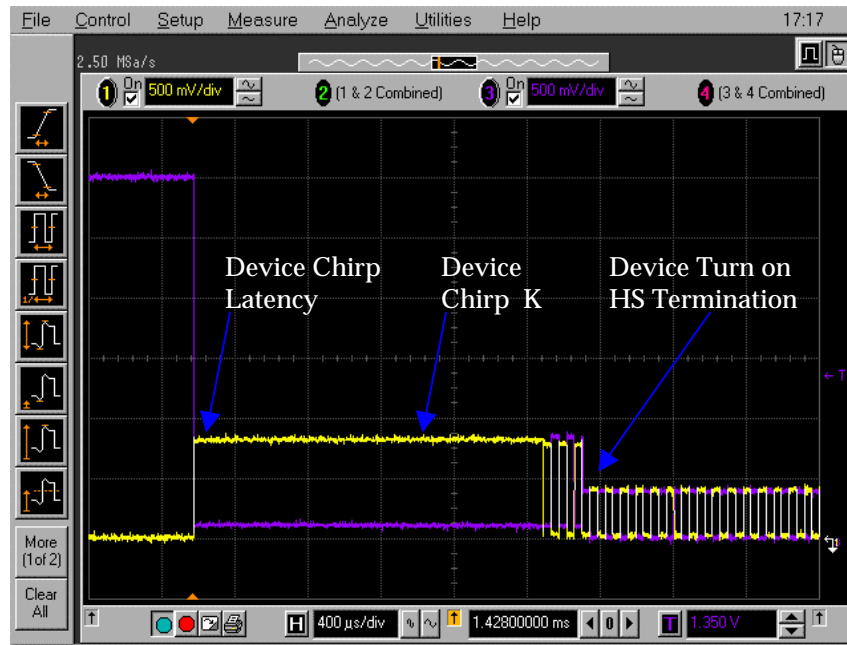 File Control Setup Measure Analyze Utilities Help 17:17
2.50 MSa/s
1 On 500 mV/div 2 (1 & 2 Combined) 3 On 500 mV/div 4 (3 & 4 Combined)
Device Chirp
Latency
Device
Chirp K
Device Turn on
HS Termination
T
1/
More
(1of 2)
Clear
All
H 400 µs/div 1.42800000 ms 0 T 1.350 V